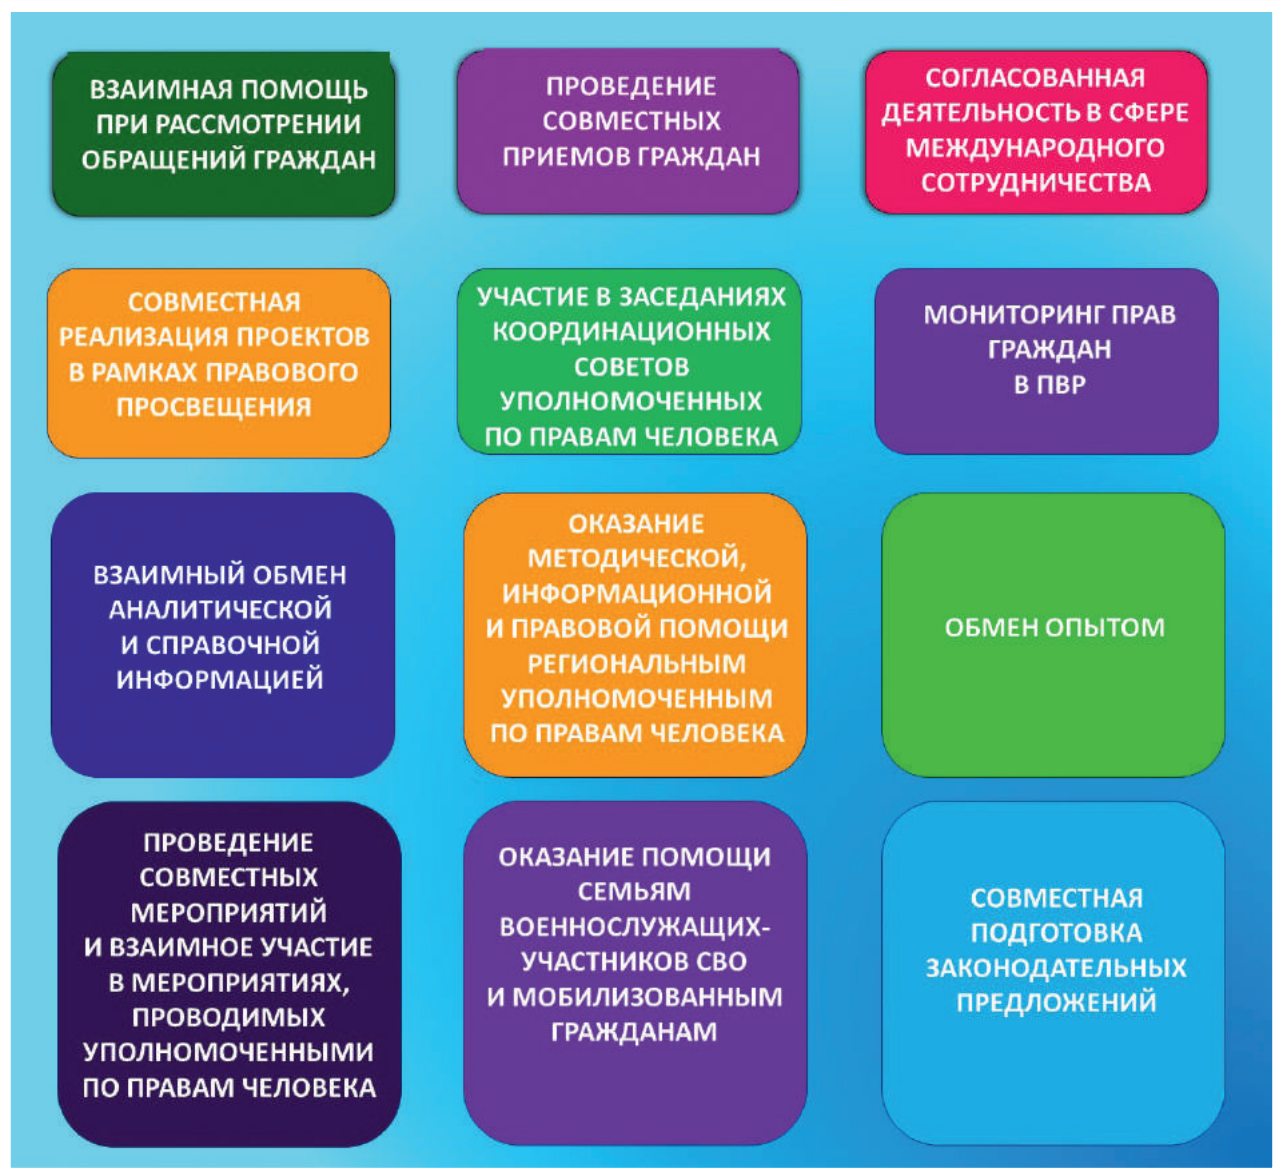 ВЗАИМНАЯ ПОМОЩЬ
ПРИ РАССМОТРЕНИИ
ОБРАЩЕНИЙ ГРАЖДАН
ПРОВЕДЕНИЕ
СОВМЕСТНЫХ
ПРИЕМОВ ГРАЖДАН
СОГЛАСОВАННАЯ
ДЕЯТЕЛЬНОСТЬ В СФЕРЕ
МЕЖДУНАРОДНОГО
СОТРУДНИЧЕСТВА
СОВМЕСТНАЯ
РЕАЛИЗАЦИЯ ПРОЕКТОВ
В РАМКАХ ПРАВОВОГО
ПРОСВЕЩЕНИЯ
УЧАСТИЕ В ЗАСЕДАНИЯХ
КООРДИНАЦИОННЫХ
СОВЕТОВ
УПОЛНОМОЧЕННЫХ
ПО ПРАВАМ ЧЕЛОВЕКА
МОНИТОРИНГ ПРАВ
ГРАЖДАН
В ПВР
ВЗАИМНЫЙ ОБМЕН
АНАЛИТИЧЕСКОЙ
И СПРАВОЧНОЙ
ИНФОРМАЦИЕЙ
ОКАЗАНИЕ
МЕТОДИЧЕСКОЙ,
ИНФОРМАЦИОННОЙ
И ПРАВОВОЙ ПОМОЩИ
РЕГИОНАЛЬНЫМ
УПОЛНОМОЧЕННЫМ
ПО ПРАВАМ ЧЕЛОВЕКА
ОБМЕН ОПЫТОМ
ПРОВЕДЕНИЕ
СОВМЕСТНЫХ
МЕРОПРИЯТИЙ
И ВЗАИМНОЕ УЧАСТИЕ
В МЕРОПРИЯТИЯХ,
ПРОВОДИМЫХ
УПОЛНОМОЧЕННЫМИ
ПО ПРАВАМ ЧЕЛОВЕКА
ОКАЗАНИЕ ПОМОЩИ
СЕМЬЯМ
ВОЕННОСЛУЖАЩИХ-
УЧАСТНИКОВ СВО
И МОБИЛИЗОВАННЫМ
ГРАЖДАНАМ
СОВМЕСТНАЯ
ПОДГОТОВКА
ЗАКОНОДАТЕЛЬНЫХ
ПРЕДЛОЖЕНИЙ